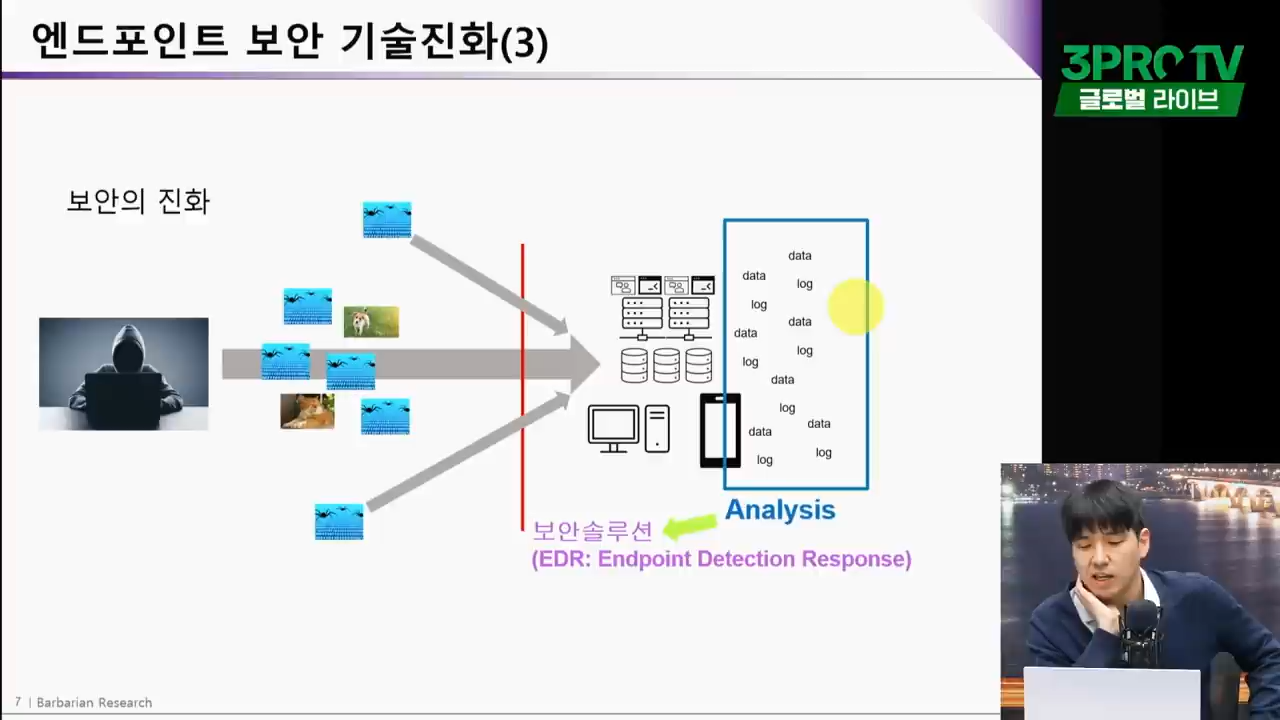 엔드포인트 보안 기술진화(3)
3PRO TV
글로벌 라이브
보안의 진화
data
data
log
log
data
data
log
log
data
log
data
data
log
log
Analysis
보안솔루션
(EDR: Endpoint Detection Response)
7 | Barbarian Research